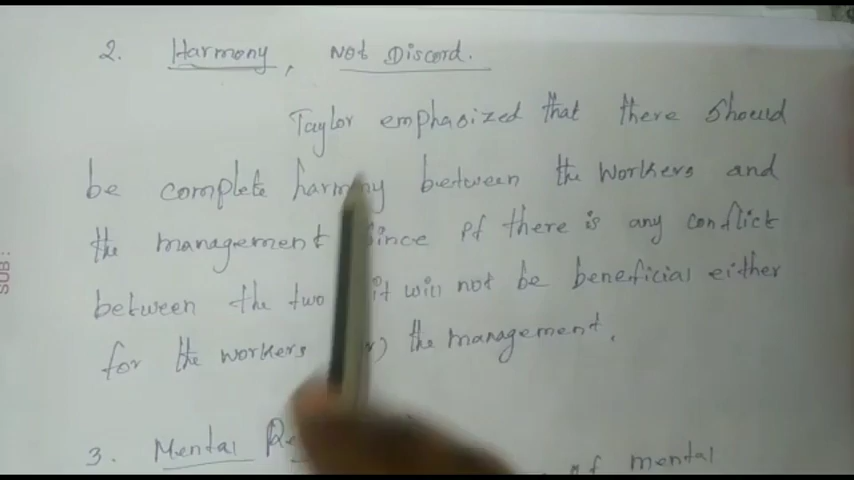 2. Harmony, Not Discord.
Taylor emphasized that there should
be complete harmony between the workers and
the management since if there is any conflict
between the two it will not be beneficial either
for the workers the management.
3. Mental
of mental
SUB: